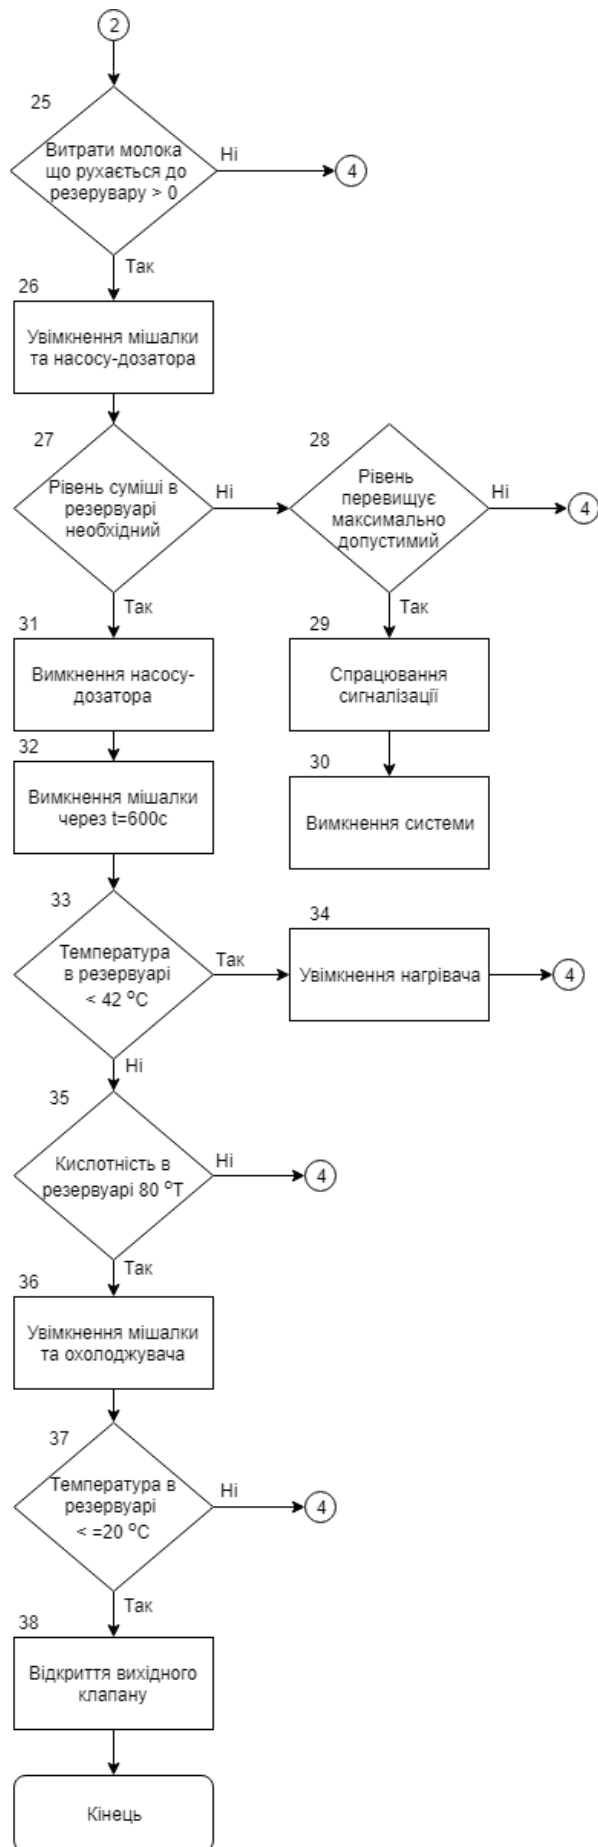 2
25
Витрати молока
що рухається до
резерувару > 0
Ні
4
Так
26
Увімкнення мішалки
та насосу-дозатора
27
Рівень суміші в
резервуарі
необхідний
Ні
28
Рівень
перевищує
максимально
допустимий
Ні
4
Так
Так
31
Вимкнення насосу-
дозатора
29
Спрацювання
сигналізації
32
Вимкнення мішалки
через t=600с
30
Вимкнення системи
33
Температура
в резервуарі
< 42 °C
Так
34
Увімкнення нагрівача
4
Ні
35
Кислотність в
резервуарі 80 °Т
Ні
4
Так
36
Увімкнення мішалки
та охолоджувача
37
Температура в
резервуарі
< =20 °C
Ні
4
Так
38
Відкриття вихідного
клапану
Кінець